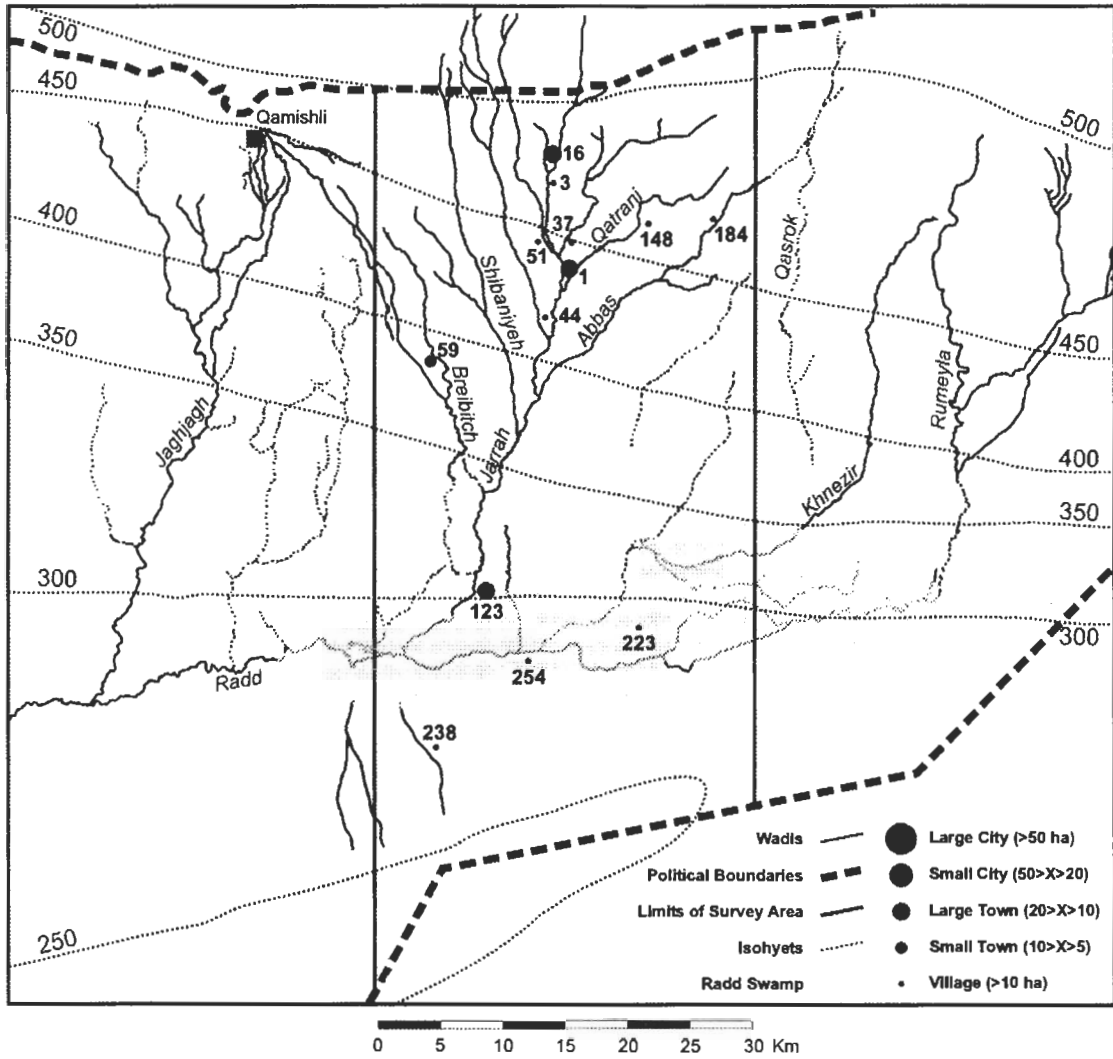 500
450
Qamishli
500
16
3
400
37
Qatranj
148
184
51
Qasrok
Shibaniyeh
1
44
Abbas
350
59
450
Breibitch
Rumeyla
Jaghjagh
Jarrah
400
Khnezir
350
300
123
223
300
Radd
254
238
250
Wadis
Large City (>50 ha)
Political Boundaries
Small City (50>X>20)
Limits of Survey Area
Large Town (20>X>10)
Isohyets
Small Town (10>X>5)
Radd Swamp
Village (>10 ha)
0 5 10 15 20 25 30 Km